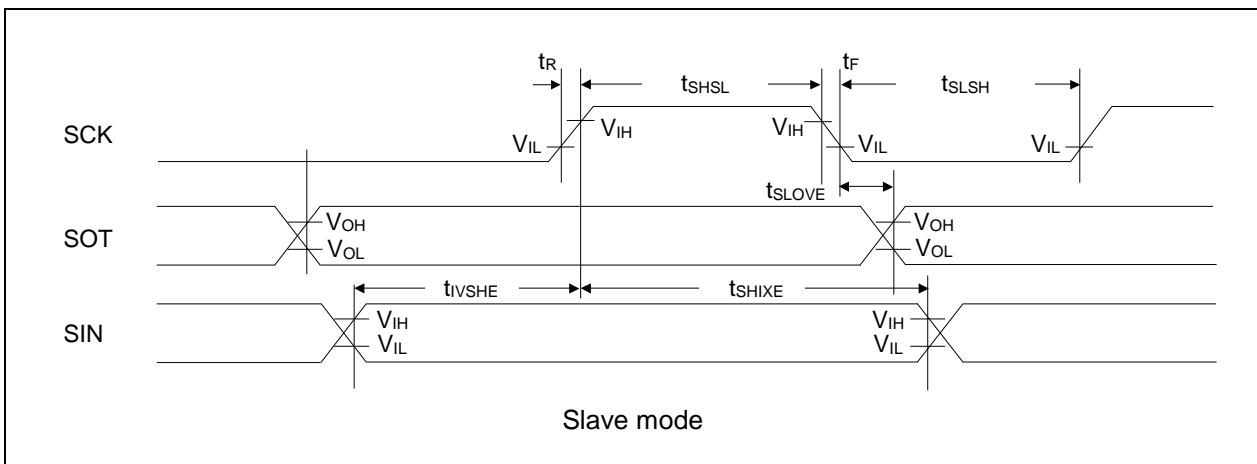 tR tSHSL tF tSLSH
SCK VIL VIH VIH VIL VIL
tSLOVE
SOT VOH VOL VOH VOL
tIVSHE tSHIXE
SIN VIH VIL VIH VIL
Slave mode